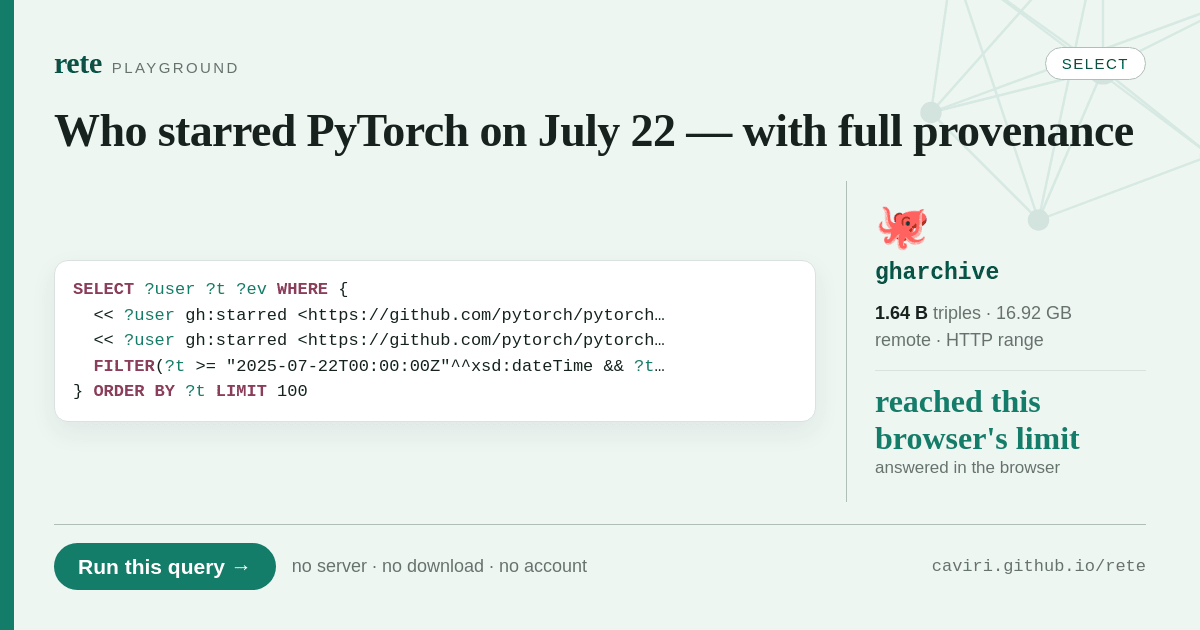 rete PLAYGROUND
SELECT
Who starred PyTorch on July 22 — with full provenance
SELECT ?user ?t ?ev WHERE {
<< ?user gh:starred <https://github.com/pytorch/pytorch…
<< ?user gh:starred <https://github.com/pytorch/pytorch…
FILTER(?t >= "2025-07-22T00:00:00Z"^^xsd:dateTime && ?t…
} ORDER BY ?t LIMIT 100
gharchive
1.64 B triples · 16.92 GB
remote · HTTP range
reached this
browser's limit
answered in the browser
Run this query →
no server · no download · no account
caviri.github.io/rete